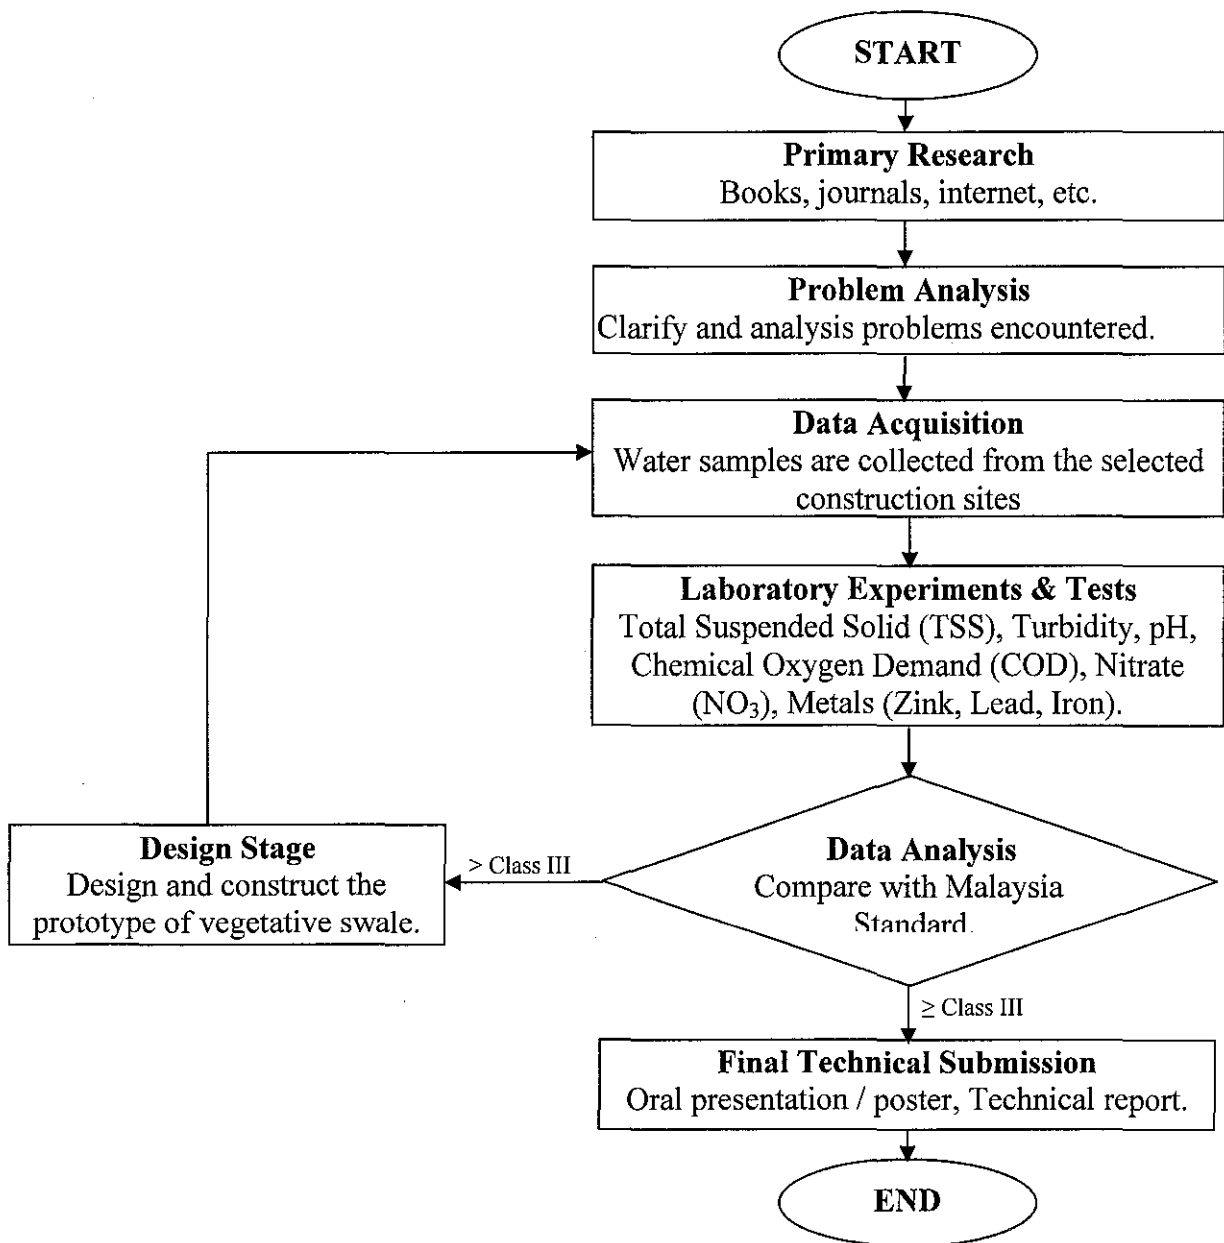 START
Primary Research
Books, journals, internet, etc.
Problem Analysis
Clarify and analysis problems encountered.
Data Acquisition
Water samples are collected from the selected
construction sites
Laboratory Experiments & Tests
Total Suspended Solid (TSS), Turbidity, pH,
Chemical Oxygen Demand (COD), Nitrate
(NO₃), Metals (Zink, Lead, Iron).
Data Analysis
Compare with Malaysia
Standard.
> Class III
Design Stage
Design and construct the
prototype of vegetative swale.
≥ Class III
Final Technical Submission
Oral presentation / poster, Technical report.
END